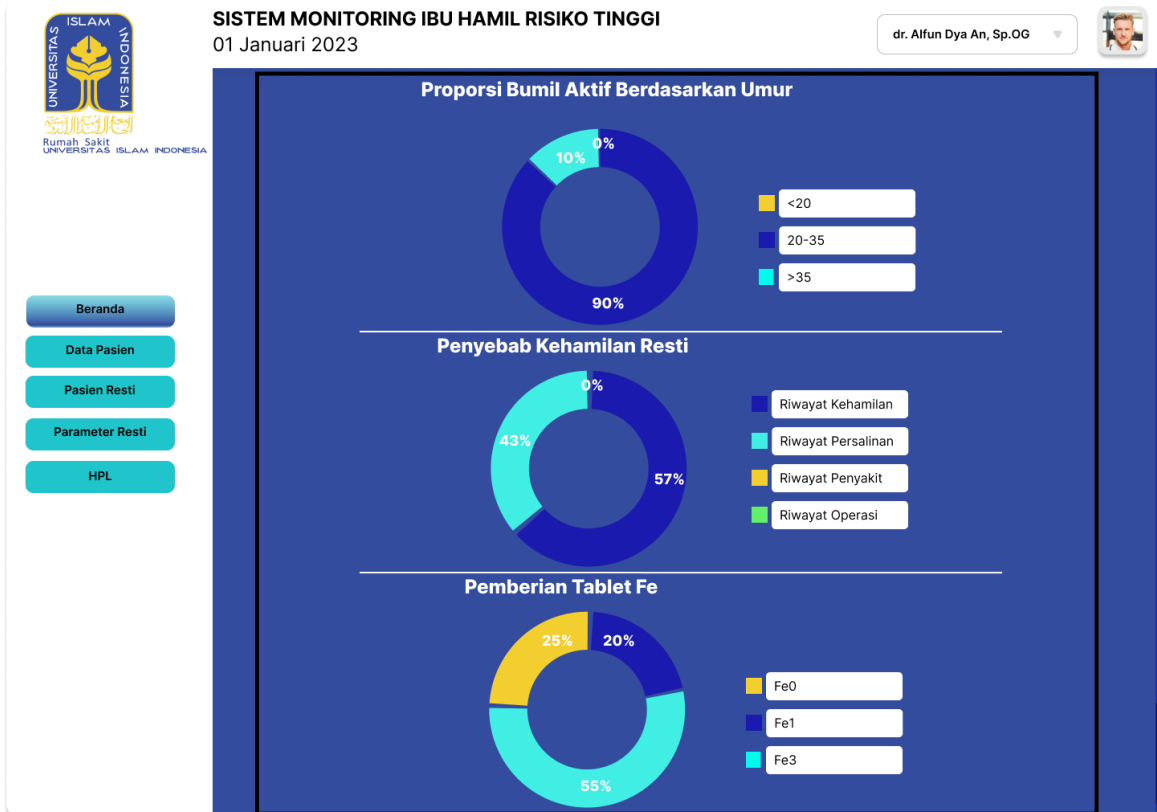 ISLAM
UNIVERSITAS
INDONESIA
Rumah Sakit
UNIVERSITAS ISLAM INDONESIA
SISTEM MONITORING IBU HAMIL RISIKO TINGGI
01 Januari 2023
dr. Alfun Dya An, Sp.OG
Beranda
Data Pasien
Pasien Resti
Parameter Resti
HPL
Proporsi Bumil Aktif Berdasarkan Umur
0%
10%
90%
<20
20-35
>35
Penyebab Kehamilan Resti
0%
43%
57%
Riwayat Kehamilan
Riwayat Persalinan
Riwayat Penyakit
Riwayat Operasi
Pemberian Tablet Fe
25%
20%
55%
Fe0
Fe1
Fe3